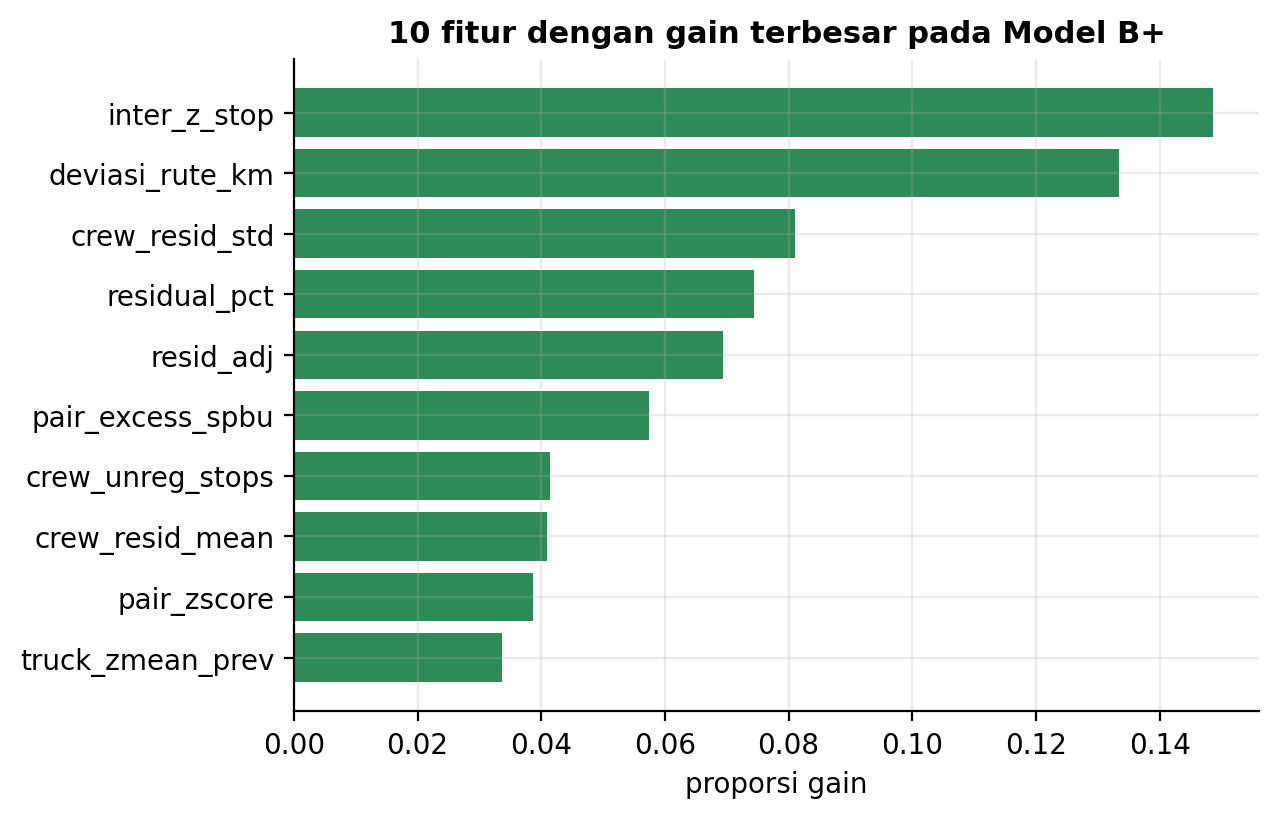 10 fitur dengan gain terbesar pada Model B+
inter_z_stop
deviasi_rute_km
crew_resid_std
residual_pct
resid_adj
pair_excess_spbu
crew_unreg_stops
crew_resid_mean
pair_zscore
truck_zmean_prev
0.00 0.02 0.04 0.06 0.08 0.10 0.12 0.14
proporsi gain